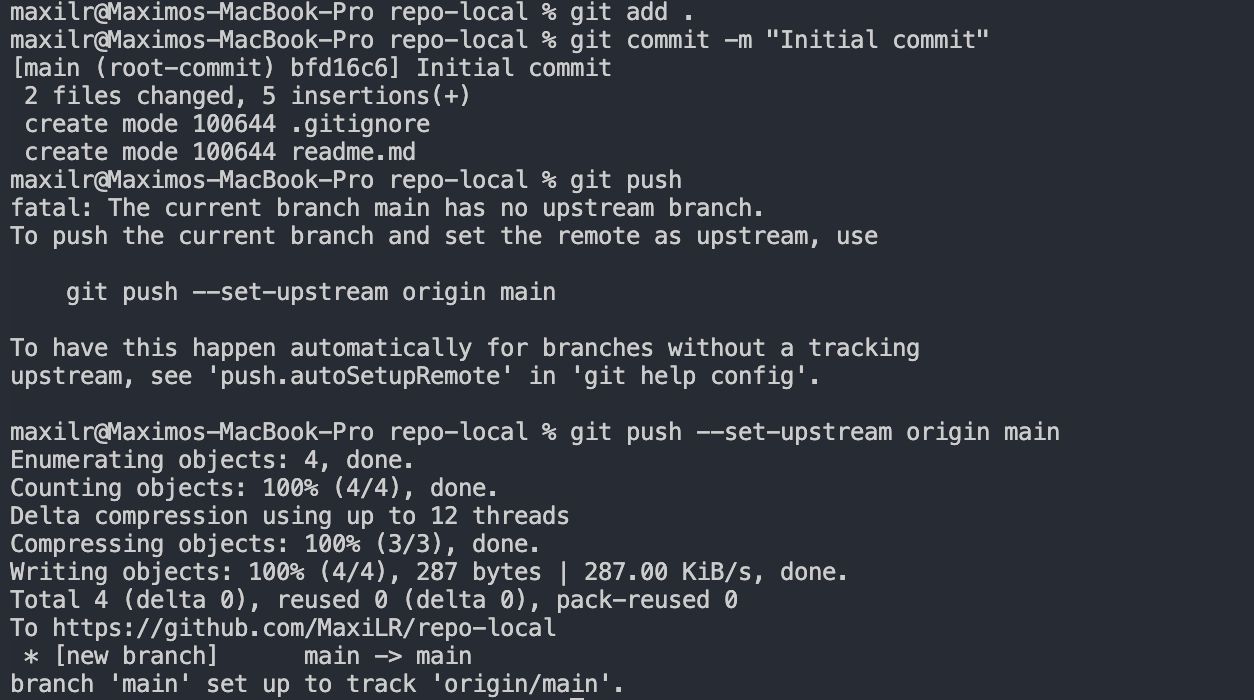 maxilr@Maximos-MacBook-Pro repo-local % git add .
maxilr@Maximos-MacBook-Pro repo-local % git commit -m "Initial commit"
[main (root-commit) bfd16c6] Initial commit
 2 files changed, 5 insertions(+)
 create mode 100644 .gitignore
 create mode 100644 readme.md
maxilr@Maximos-MacBook-Pro repo-local % git push
fatal: The current branch main has no upstream branch.
To push the current branch and set the remote as upstream, use

    git push --set-upstream origin main

To have this happen automatically for branches without a tracking
upstream, see 'push.autoSetupRemote' in 'git help config'.

maxilr@Maximos-MacBook-Pro repo-local % git push --set-upstream origin main
Enumerating objects: 4, done.
Counting objects: 100% (4/4), done.
Delta compression using up to 12 threads
Compressing objects: 100% (3/3), done.
Writing objects: 100% (4/4), 287 bytes | 287.00 KiB/s, done.
Total 4 (delta 0), reused 0 (delta 0), pack-reused 0
To https://github.com/MaxiLR/repo-local
 * [new branch]      main -> main
branch 'main' set up to track 'origin/main'.